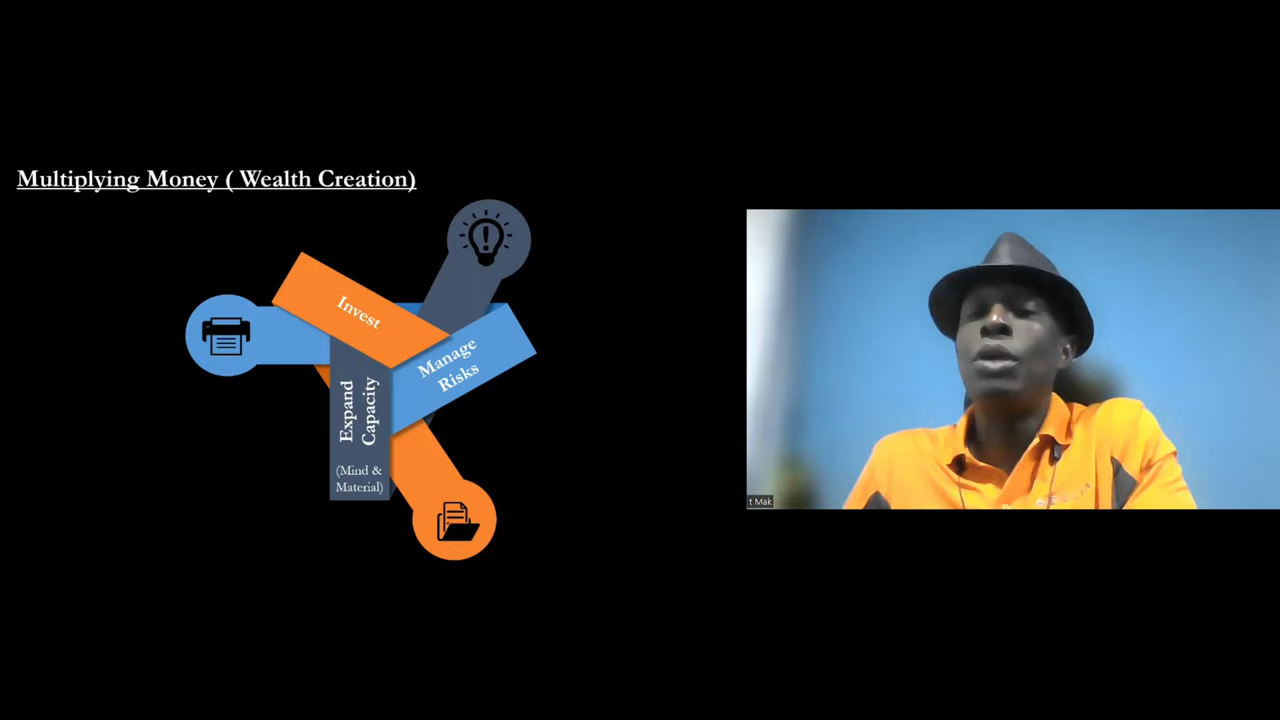 Multiplying Money ( Wealth Creation)
Invest
Manage
Risks
Expand
Capacity
(Mind &
Material)
t Mak